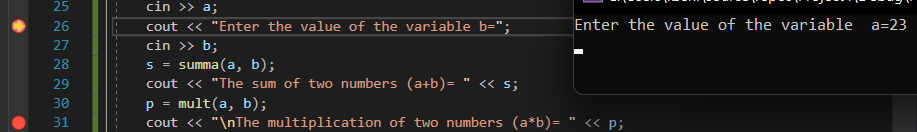 25 cin >> a;
26 cout << "Enter the value of the variable b=";
27 cin >> b;
28 s = summa(a, b);
29 cout << "The sum of two numbers (a+b)= " << s;
30 p = mult(a, b);
31 cout << "\nThe multiplication of two numbers (a*b)= " << p;
Enter the value of the variable  a=23